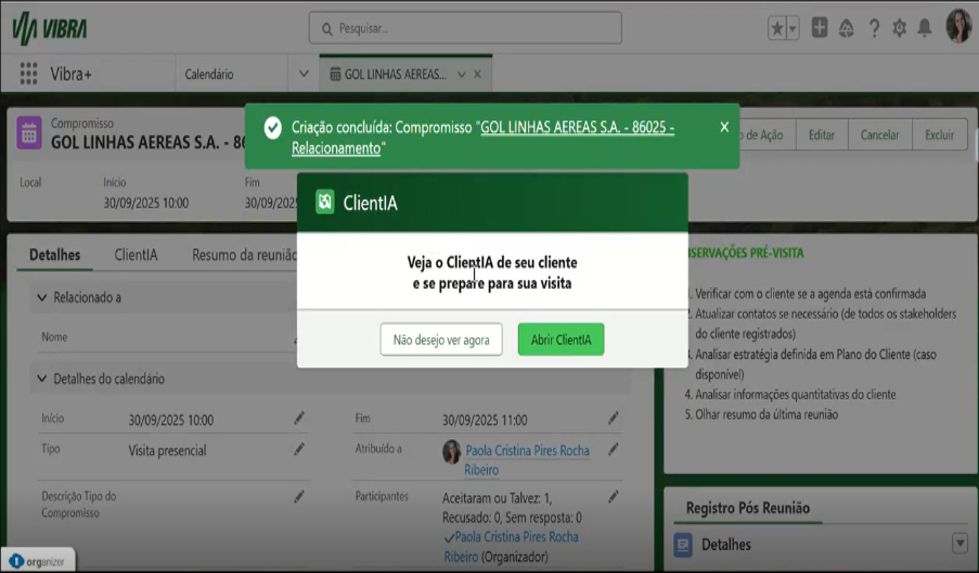 VIBRA
Pesquisar...
Vibra+
Calendário
GOL LINHAS AEREAS...
Compromisso
GOL LINHAS AEREAS S.A. - 86
Criação concluída: Compromisso "GOL LINHAS AEREAS S.A. - 86025 -
Relacionamento"
o de Ação
Editar
Cancelar
Excluir
Local
Início
30/09/2025 10:00
Fim
30/09/202
ClientIA
Veja o ClientIA de seu cliente
e se prepare para sua visita
Não desejo ver agora
Abrir ClientIA
Detalhes
ClientIA
Resumo da reunião
Relacionado a
Nome
Detalhes do calendário
Início
30/09/2025 10:00
Fim
30/09/2025 11:00
Tipo
Visita presencial
Atribuído a
Paola Cristina Pires Rocha
Ribeiro
Descrição Tipo do
Compromisso
Participantes
Aceitaram ou Talvez: 1,
Recusado: 0, Sem resposta: 0
Paola Cristina Pires Rocha
Ribeiro (Organizador)
SERVAÇÕES PRÉ-VISITA
1. Verificar com o cliente se a agenda está confirmada
2. Atualizar contatos se necessário (de todos os stakeholders
do cliente registrados)
3. Analisar estratégia definida em Plano do Cliente (caso
disponível)
4. Analisar informações quantitativas do cliente
5. Olhar resumo da última reunião
Registro Pós Reunião
Detalhes
organizer